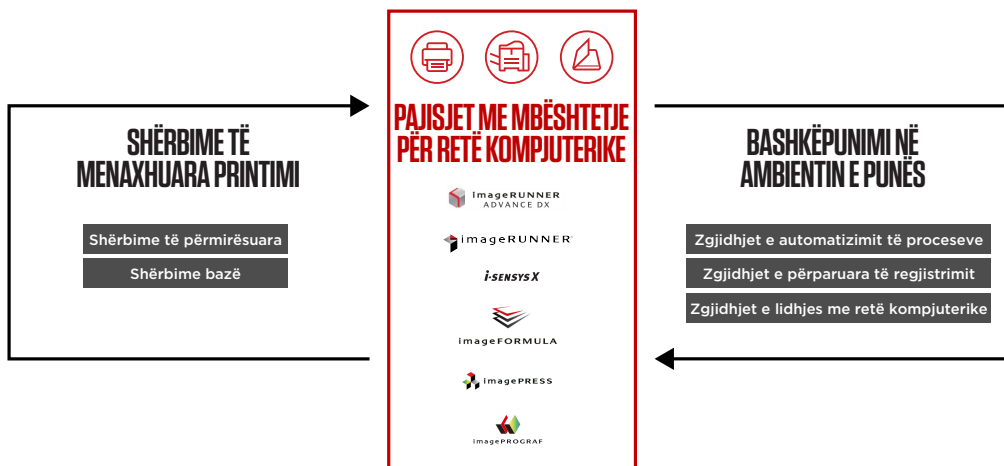 SHËRBIME TË
MENAXHUARA PRINTIMI
Shërbime të përmirësuara
Shërbime bazë
PAJISJET ME MBËSHTETJE
PËR RETË KOMPJUTERIKE
imageRUNNER
ADVANCE DX
imageRUNNER
i-SENSYS X
imageFORMULA
imagePRESS
imagePROGRAF
BASHKËPUNIMI NË
AMBIENTIN E PUNËS
Zgjidhjet e automatizimit të proceseve
Zgjidhjet e përparuara të regjistrimit
Zgjidhjet e lidhjes me retë kompjuterike